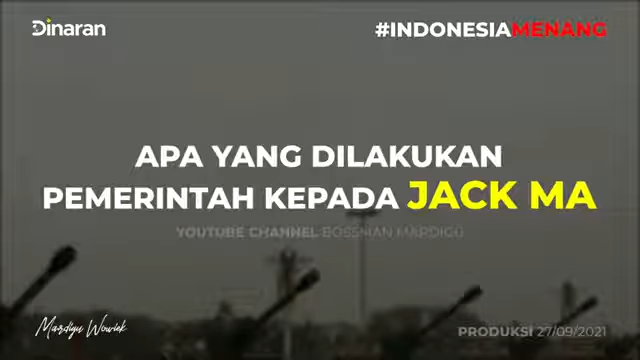 Dinaran
#INDONESIAMENANG
APA YANG DILAKUKAN
PEMERINTAH KEPADA JACK MA
YOUTUBE CHANNEL BOSSMAN MARDIGU
Mardigu Wowiek
PRODUKSI 27/09/2021